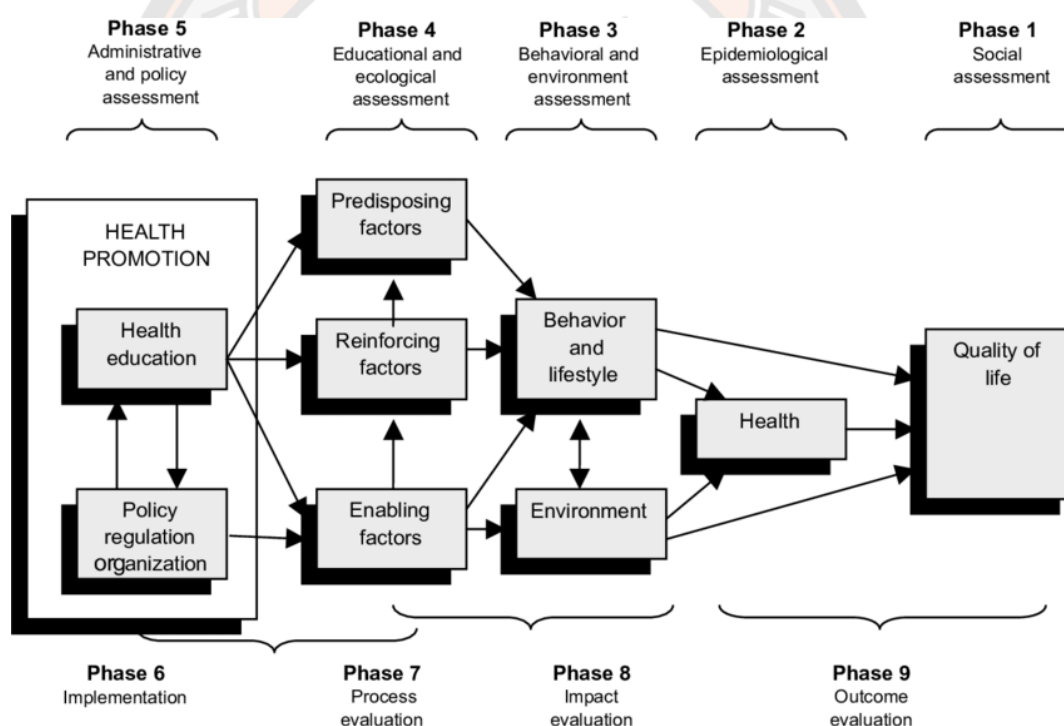 Phase 5
Administrative
and policy
assessment
Phase 4
Educational and
ecological
assessment
Phase 3
Behavioral and
environment
assessment
Phase 2
Epidemiological
assessment
Phase 1
Social
assessment
HEALTH
PROMOTION
Health
education
Policy
regulation
organization
Predisposing
factors
Reinforcing
factors
Enabling
factors
Behavior
and
lifestyle
Environment
Health
Quality of
life
Phase 6
Implementation
Phase 7
Process
evaluation
Phase 8
Impact
evaluation
Phase 9
Outcome
evaluation